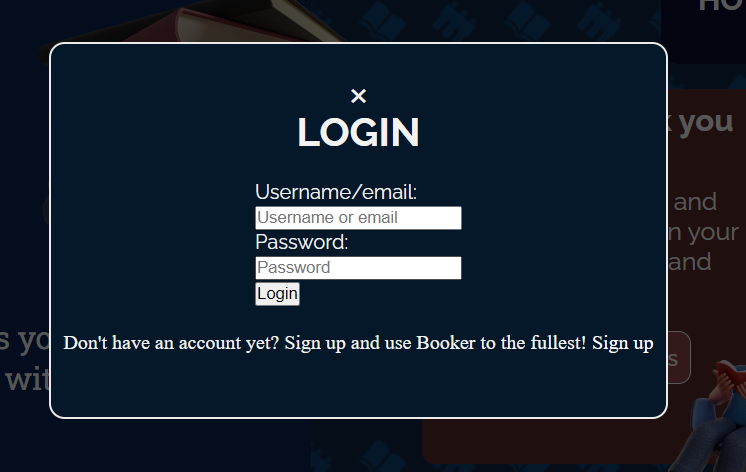 HO
×
LOGIN
you
Username/email:
and
Username or email
n your
Password:
and
Password
Login
s yo
Don't have an account yet? Sign up and use Booker to the fullest! Sign up
s
wit